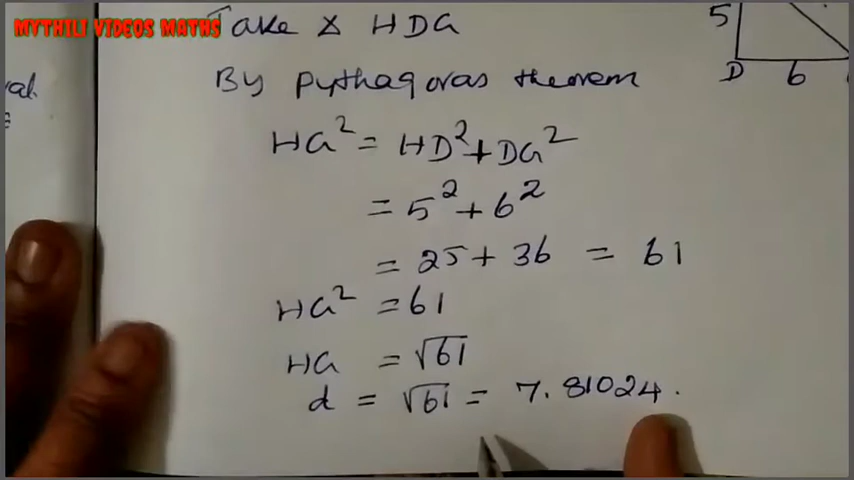 MYTHILI VIDEOS MATHS
Take △ HDG
By pythagoras theorem
HG² = HD² + DG²
= 5² + 6²
= 25 + 36 = 61
HG² = 61
HG = √61
d = √61 = 7.81024.
5
D 6
al